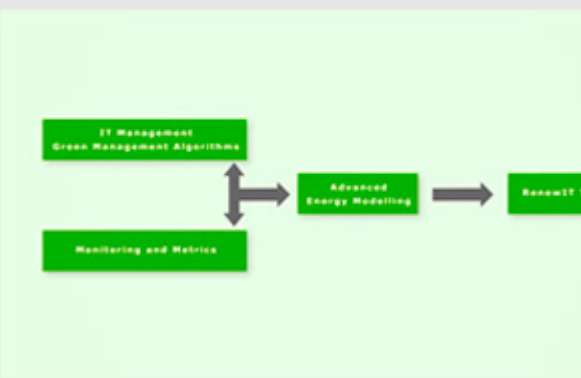 IT Management
Green Management Algorithms
Advanced
Energy Modelling
RenewIT
Monitoring and Metrics